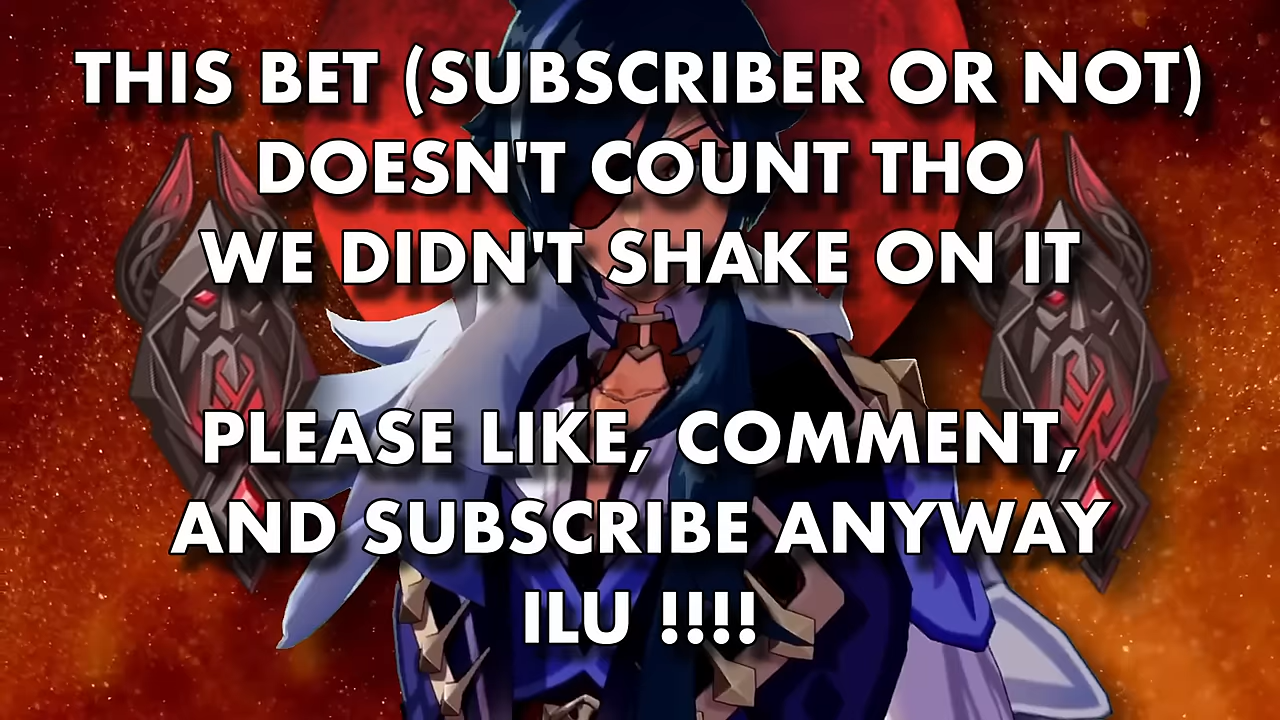 THIS BET (SUBSCRIBER OR NOT)
DOESN'T COUNT THO
WE DIDN'T SHAKE ON IT
PLEASE LIKE, COMMENT,
AND SUBSCRIBE ANYWAY
ILU !!!!